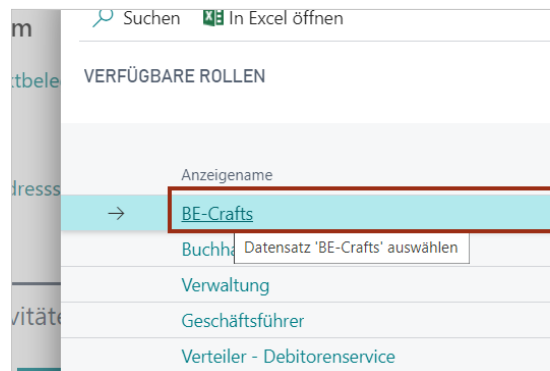 Suchen In Excel öffnen
m
VERFÜGBARE ROLLEN
Anzeigename
BE-Crafts
Datensatz 'BE-Crafts' auswählen
Verwaltung
Geschäftsführer
Verteiler - Debitorenservice